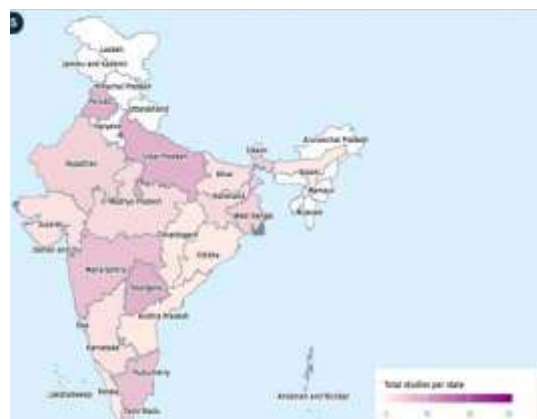 Ladakh
Jammu and Kashmir
Himachal Pradesh
Punjab
Uttarakhand
Haryana
Arunachal Pradesh
Sikkim
Uttar Pradesh
Rajasthan
Assam
Bihar
Manipur
Jharkhand
Madhya Pradesh
Mizoram
West Bengal
Gujarat
Chhattisgarh
Odisha
Maharashtra
Telangana
Andhra Pradesh
Goa
Karnataka
Puducherry
Lakshadweep
Kerala
Andaman and Nicobar
Tamil Nadu
Total studies per state
0